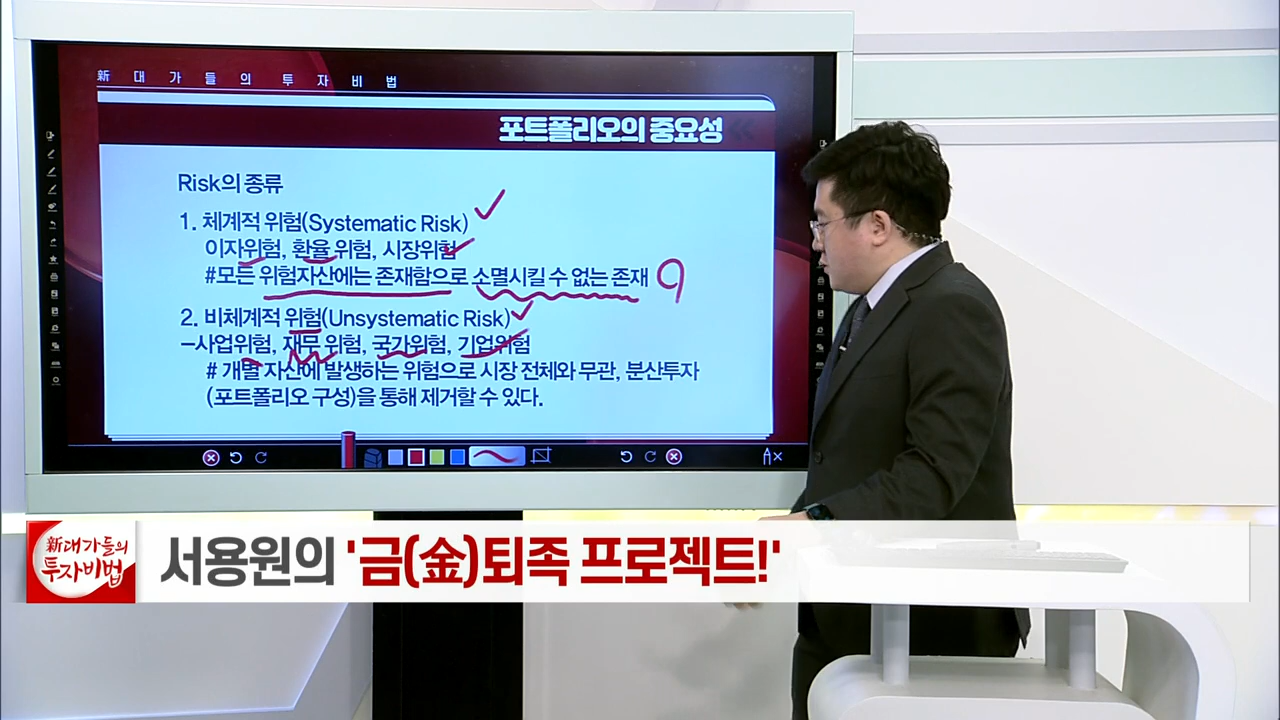 新 대 가 들 의 투 자 비 법
포트폴리오의 중요성
Risk의 종류
1. 체계적 위험(Systematic Risk)
이자위험, 환율 위험, 시장위험
#모든 위험자산에는 존재함으로 소멸시킬 수 없는 존재
2. 비체계적 위험(Unsystematic Risk)
-사업위험, 재무 위험, 국가위험, 기업위험
# 개별 자산에 발생하는 위험으로 시장 전체와 무관, 분산투자
(포트폴리오 구성)을 통해 제거할 수 있다.
新대가들의
투자비법
서용원의 '금(金)퇴족 프로젝트!'